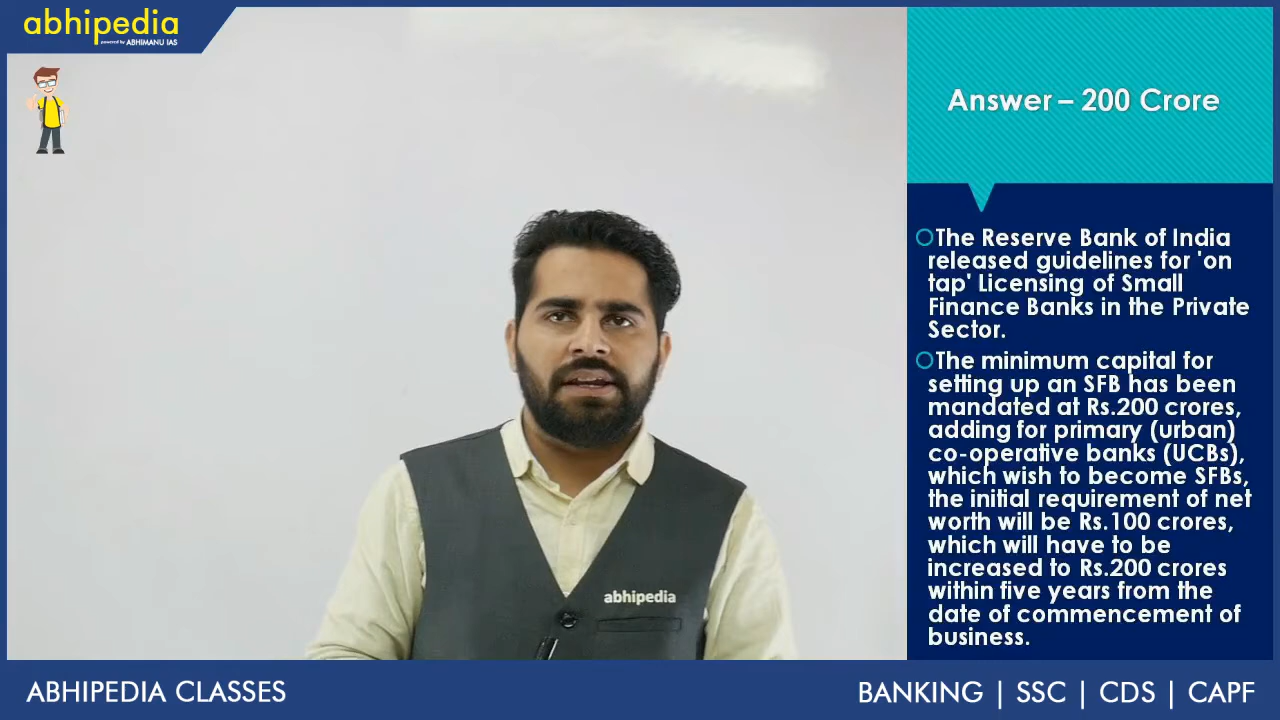 abhipedia
powered by ABHIMANU IAS
Answer – 200 Crore
The Reserve Bank of India
released guidelines for 'on
tap' Licensing of Small
Finance Banks in the Private
Sector.
The minimum capital for
setting up an SFB has been
mandated at Rs.200 crores,
adding for primary (urban)
co-operative banks (UCBs),
which wish to become SFBs,
the initial requirement of net
worth will be Rs.100 crores,
which will have to be
increased to Rs.200 crores
within five years from the
date of commencement of
business.
abhipedia
ABHIPEDIA CLASSES
BANKING | SSC | CDS | CAPF